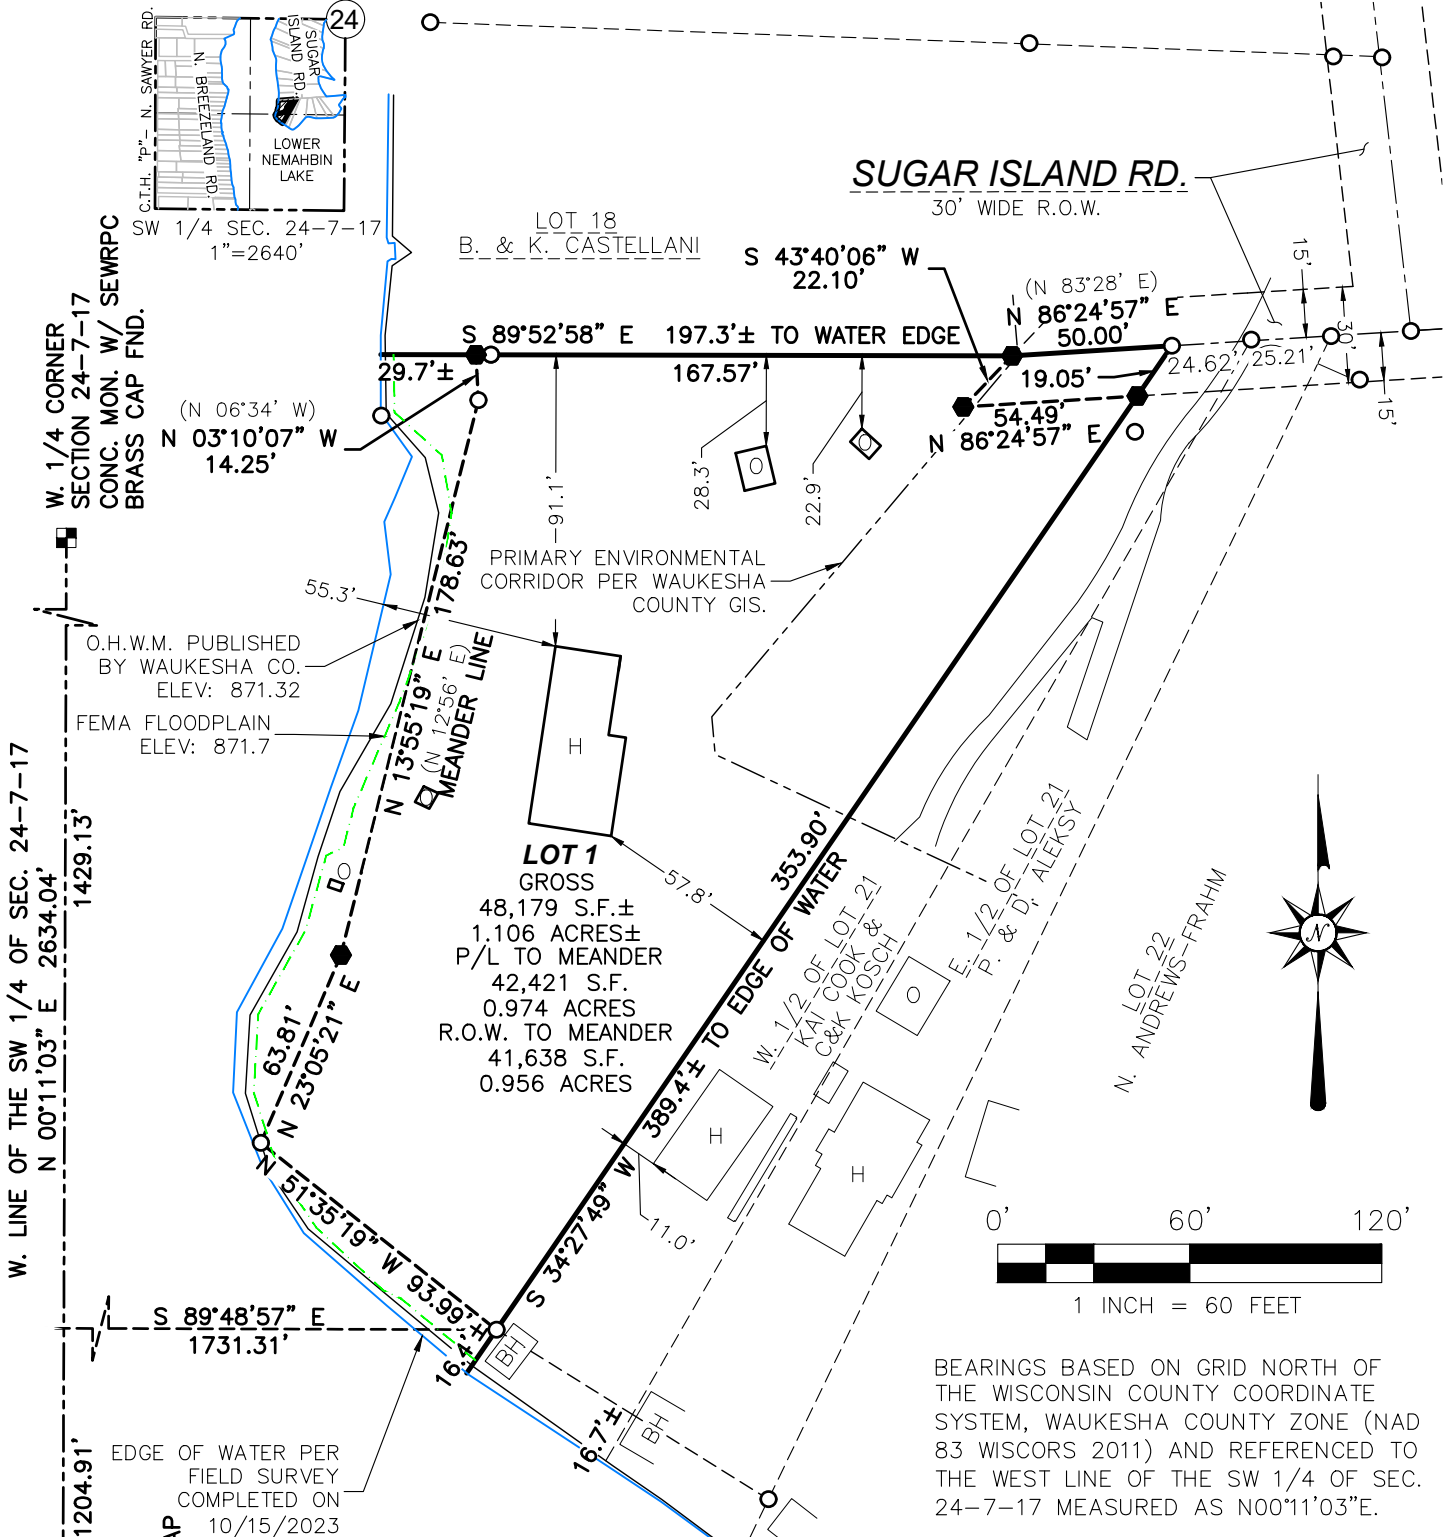 24
C.T.H. "P"– N. SAWYER RD.
N. BREEZELAND RD.
SUGAR
ISLAND RD.
LOWER
NEMAHBIN
LAKE
SW 1/4 SEC. 24–7–17
1"=2640'
W. 1/4 CORNER
SECTION 24–7–17
CONC. MON. W/ SEWRPC
BRASS CAP FND.
LOT 18
B. & K. CASTELLANI
SUGAR ISLAND RD.
30' WIDE R.O.W.
S 43°40'06" W
22.10'
(N 83°28' E)
N 86°24'57" E
50.00'
15'
30'
15'
24.62'
25.21'
S 89°52'58" E
197.3'± TO WATER EDGE
29.7'±
167.57'
19.05'
54.49'
N 86°24'57" E
(N 06°34' W)
N 03°10'07" W
14.25'
91.1'
28.3'
O
22.9'
O
PRIMARY ENVIRONMENTAL
CORRIDOR PER WAUKESHA
COUNTY GIS.
55.3'
O.H.W.M. PUBLISHED
BY WAUKESHA CO.
ELEV: 871.32
FEMA FLOODPLAIN
ELEV: 871.7
N 13°55'19" E 178.63'
(N 12°56' E)
MEANDER LINE
O
O
H
LOT 1
GROSS
48,179 S.F.±
1.106 ACRES±
P/L TO MEANDER
42,421 S.F.
0.974 ACRES
R.O.W. TO MEANDER
41,638 S.F.
0.956 ACRES
57.8'
353.90'
S 34°27'49" W 389.4'± TO EDGE OF WATER
W. 1/2 OF LOT 21
KAI COOK &
C&K KOSCH
E. 1/2 OF LOT 21
P. & D. ALEKSY
LOT 22
N. ANDREWS–FRAHM
N
O
H
H
11.0'
W. LINE OF THE SW 1/4 OF SEC. 24–7–17
N 00°11'03" E 2634.04'
1429.13'
63.81'
N 23°05'21" E
N 51°35'19" W 93.99'
S 89°48'57" E
1731.31'
16.4'±
BH
BH
16.7'±
1204.91'
EDGE OF WATER PER
FIELD SURVEY
COMPLETED ON
10/15/2023
0' 60' 120'
1 INCH = 60 FEET
BEARINGS BASED ON GRID NORTH OF
THE WISCONSIN COUNTY COORDINATE
SYSTEM, WAUKESHA COUNTY ZONE (NAD
83 WISCORS 2011) AND REFERENCED TO
THE WEST LINE OF THE SW 1/4 OF SEC.
24–7–17 MEASURED AS N00°11'03"E.